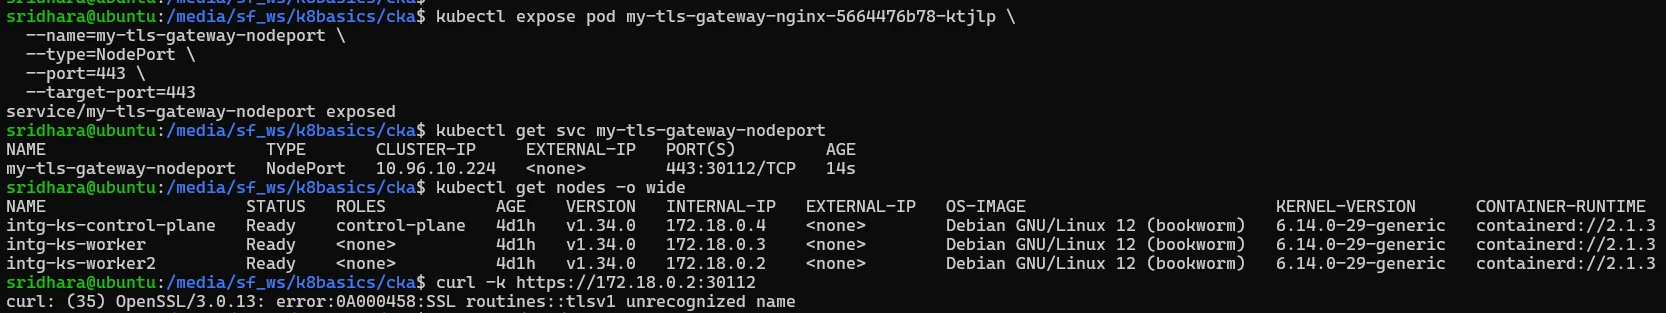 sridhara@ubuntu:/media/sf_ws/k8basics/cka$ kubectl expose pod my-tls-gateway-nginx-5664476b78-ktjlp \
  --name=my-tls-gateway-nodeport \
  --type=NodePort \
  --port=443 \
  --target-port=443
service/my-tls-gateway-nodeport exposed
sridhara@ubuntu:/media/sf_ws/k8basics/cka$ kubectl get svc my-tls-gateway-nodeport
NAME                      TYPE       CLUSTER-IP     EXTERNAL-IP   PORT(S)         AGE
my-tls-gateway-nodeport   NodePort   10.96.10.224   <none>        443:30112/TCP   14s
sridhara@ubuntu:/media/sf_ws/k8basics/cka$ kubectl get nodes -o wide
NAME                    STATUS   ROLES           AGE    VERSION   INTERNAL-IP   EXTERNAL-IP   OS-IMAGE                         KERNEL-VERSION     CONTAINER-RUNTIME
intg-ks-control-plane   Ready    control-plane   4d1h   v1.34.0   172.18.0.4    <none>        Debian GNU/Linux 12 (bookworm)   6.14.0-29-generic   containerd://2.1.3
intg-ks-worker          Ready    <none>          4d1h   v1.34.0   172.18.0.3    <none>        Debian GNU/Linux 12 (bookworm)   6.14.0-29-generic   containerd://2.1.3
intg-ks-worker2         Ready    <none>          4d1h   v1.34.0   172.18.0.2    <none>        Debian GNU/Linux 12 (bookworm)   6.14.0-29-generic   containerd://2.1.3
sridhara@ubuntu:/media/sf_ws/k8basics/cka$ curl -k https://172.18.0.2:30112
curl: (35) OpenSSL/3.0.13: error:0A000458:SSL routines::tlsv1 unrecognized name